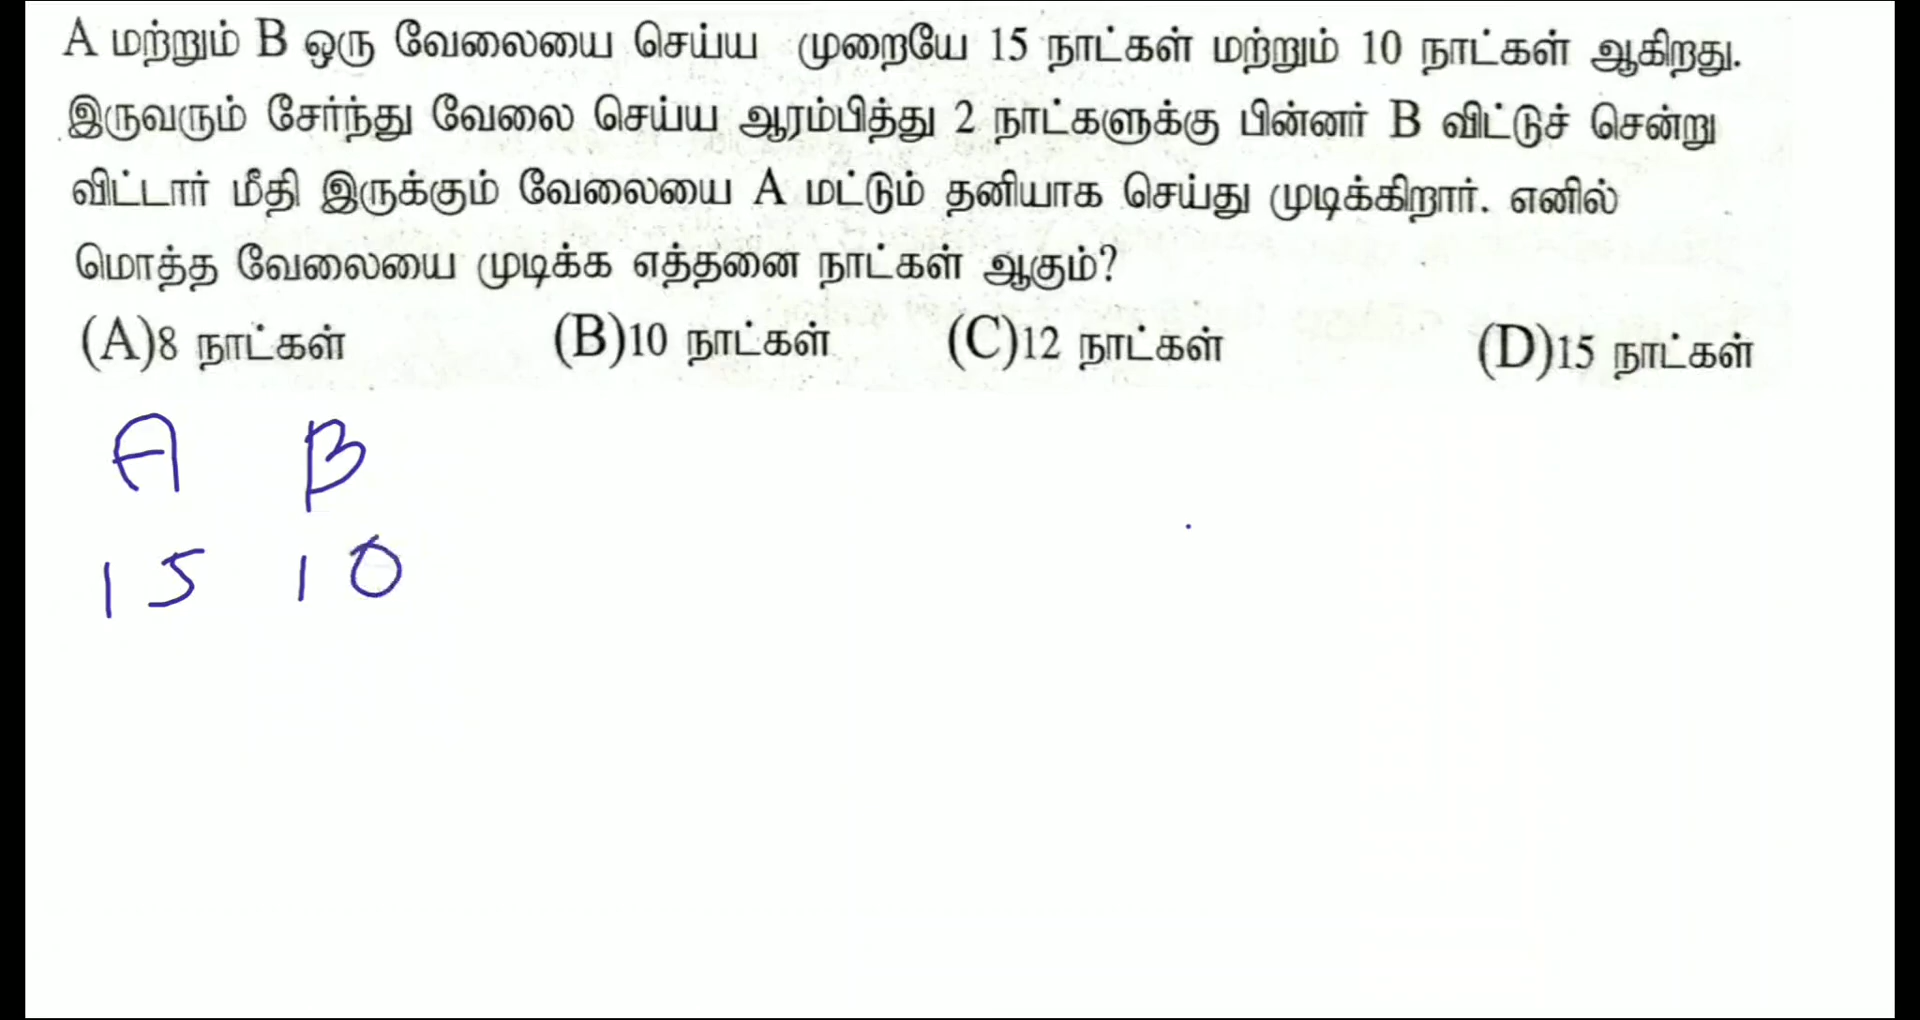 A மற்றும் B ஒரு வேலையை செய்ய முறையே 15 நாட்கள் மற்றும் 10 நாட்கள் ஆகிறது.
இருவரும் சேர்ந்து வேலை செய்ய ஆரம்பித்து 2 நாட்களுக்கு பின்னர் B விட்டுச் சென்று
விட்டார் மீதி இருக்கும் வேலையை A மட்டும் தனியாக செய்து முடிக்கிறார். எனில்
மொத்த வேலையை முடிக்க எத்தனை நாட்கள் ஆகும்?
(A)8 நாட்கள் (B)10 நாட்கள் (C)12 நாட்கள் (D)15 நாட்கள்
A B
15 10